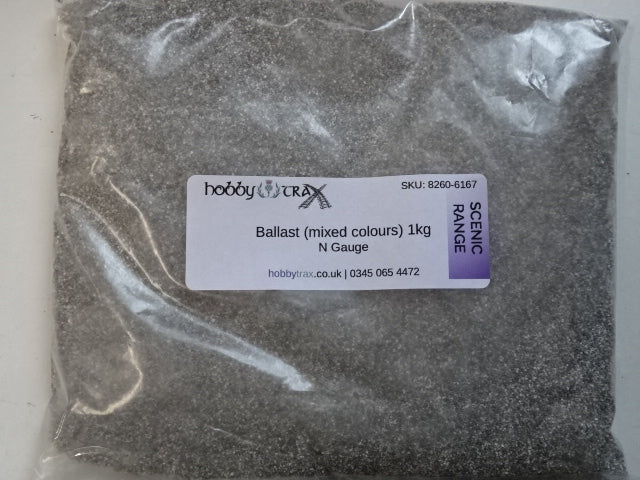 hobby traX
SKU: 8260-6167
SCENIC
RANGE
Ballast (mixed colours) 1kg
N Gauge
hobbytrax.co.uk | 0345 065 4472